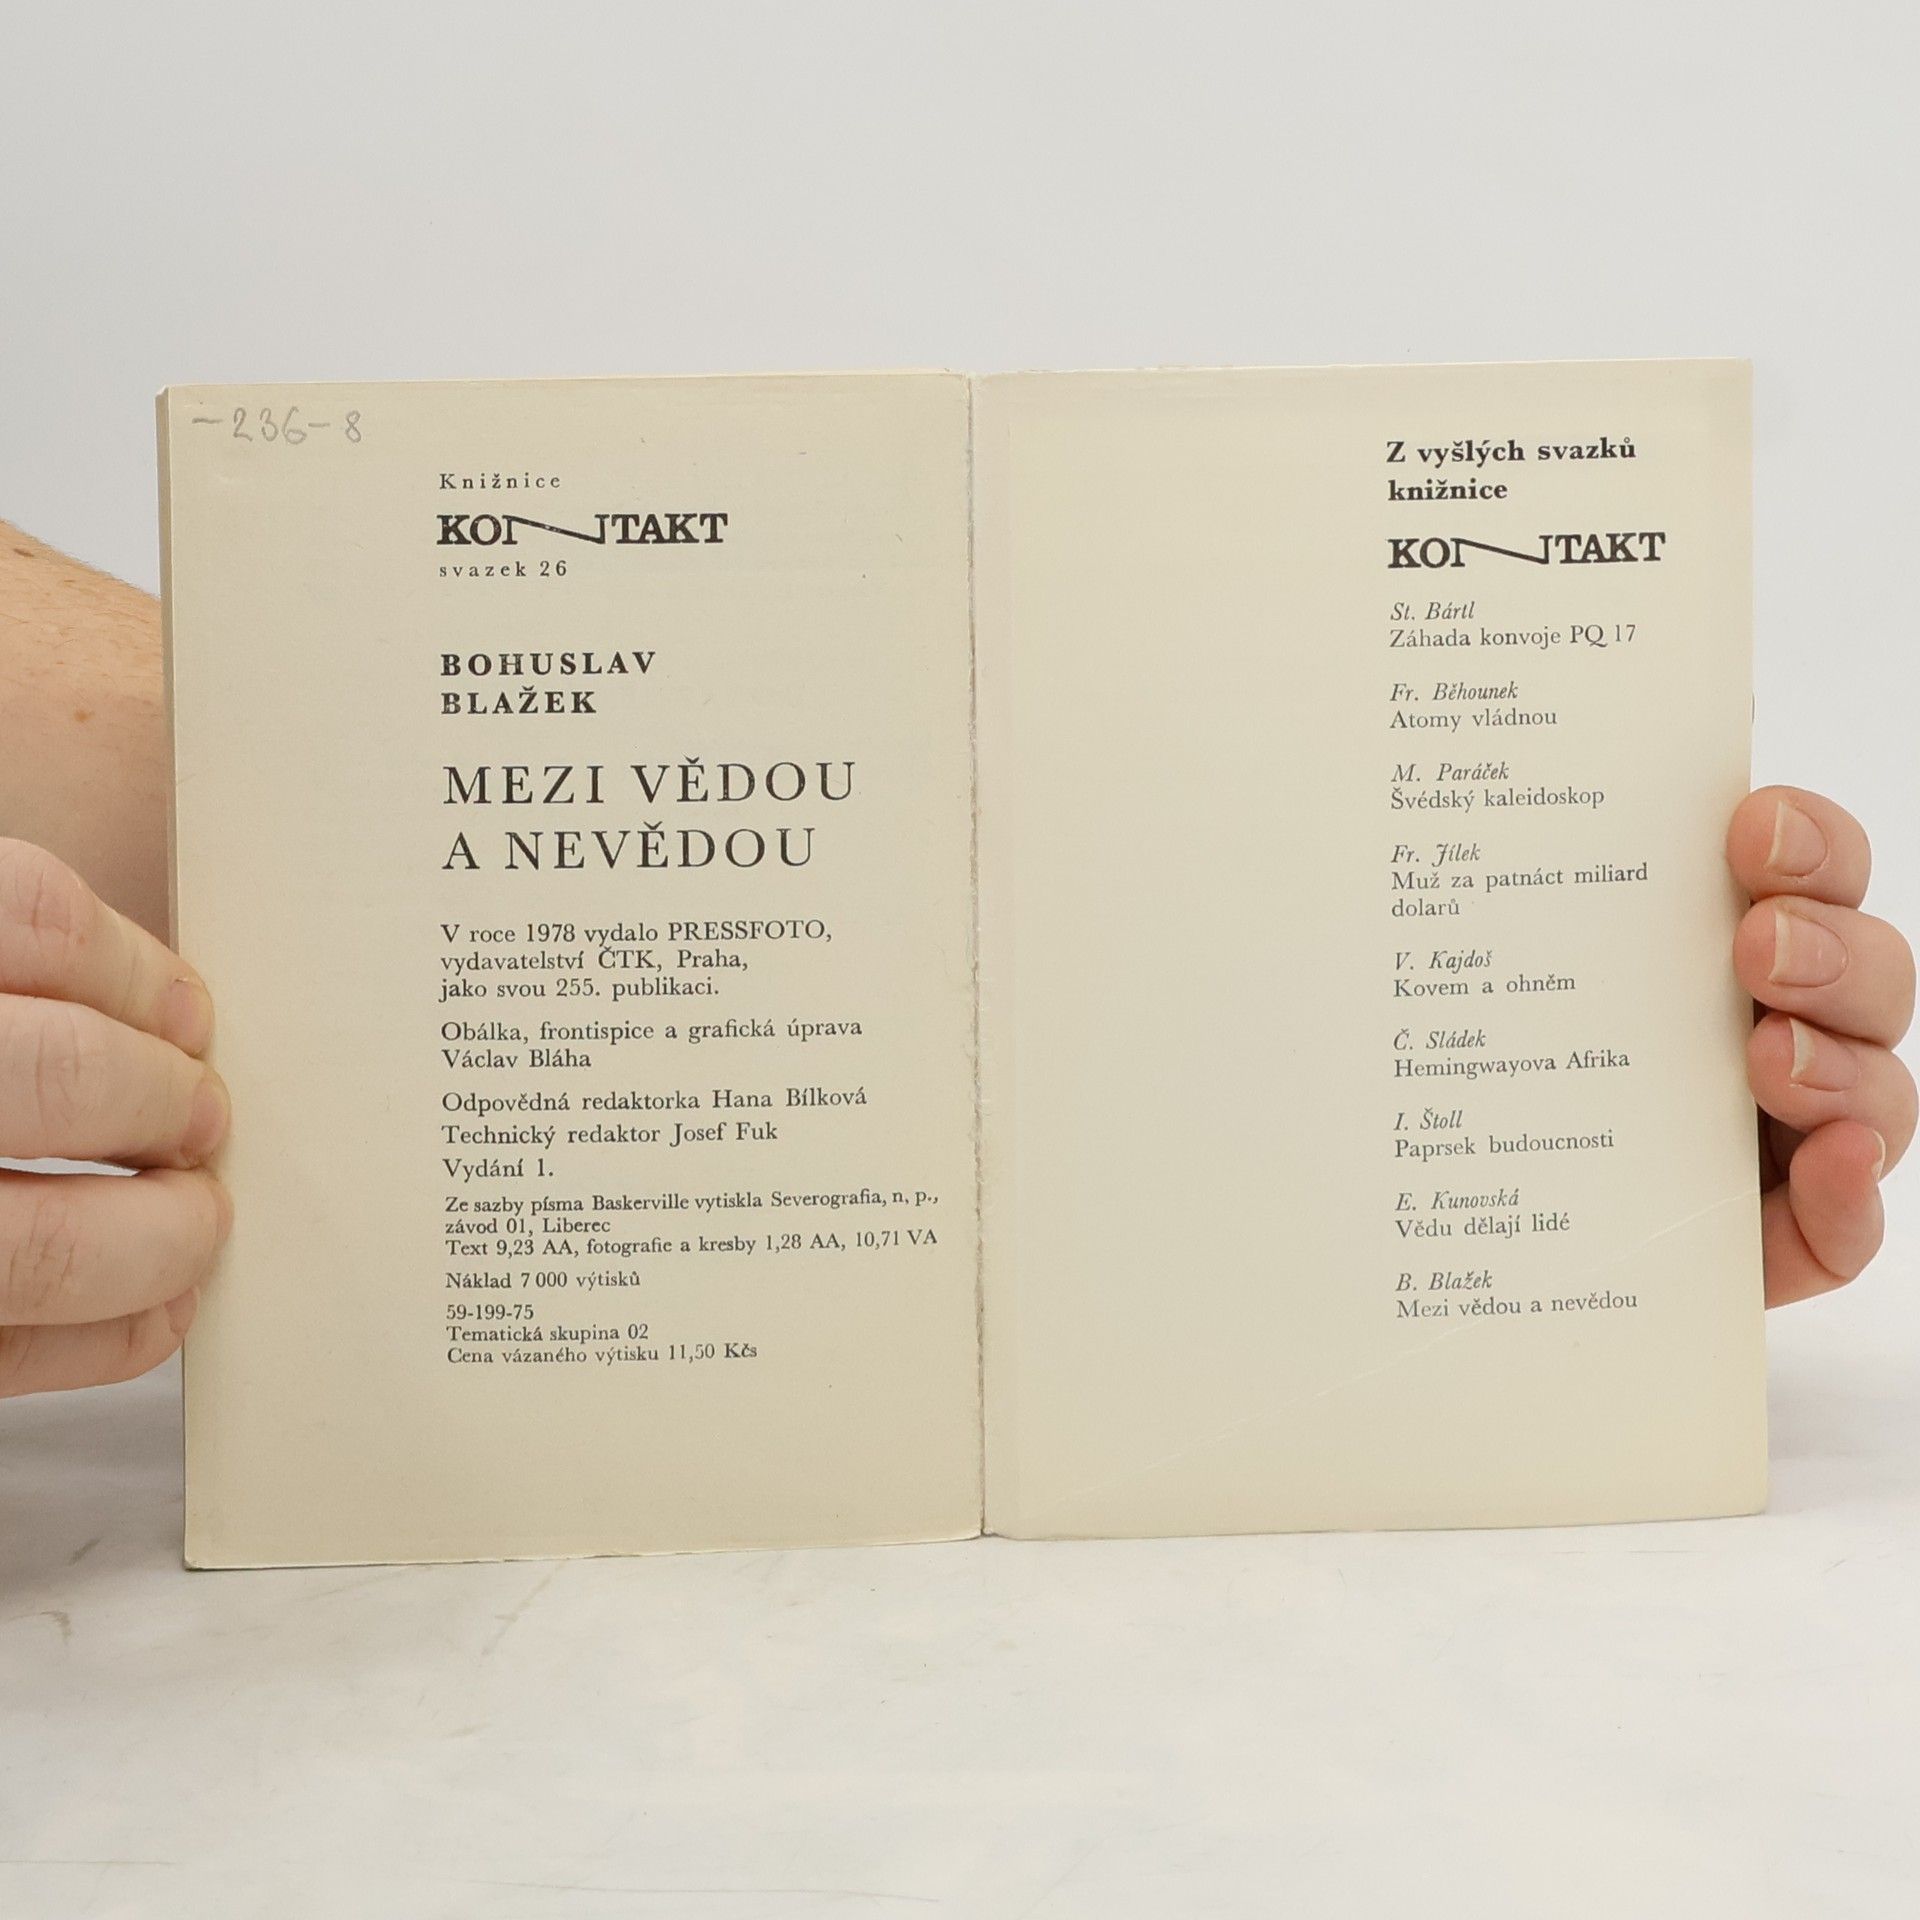 -236-8
Knižnice
KONTAKT
svazek 26
BOHUSLAV
BLAŽEK
MEZI VĚDOU
A NEVĚDOU
V roce 1978 vydalo PRESSFOTO,
vydavatelství ČTK, Praha,
jako svou 255. publikaci.
Obálka, frontispice a grafická úprava
Václav Bláha
Odpovědná redaktorka Hana Bílková
Technický redaktor Josef Fuk
Vydání 1.
Ze sazby písma Baskerville vytiskla Severografia, n. p.,
závod 01, Liberec
Text 9,23 AA, fotografie a kresby 1,28 AA, 10,71 VA
Náklad 7 000 výtisků
59-199-75
Tematická skupina 02
Cena vázaného výtisku 11,50 Kčs
Z vyšlých svazků
knižnice
KONTAKT
St. Bártl
Záhada konvoje PQ 17
Fr. Běhounek
Atomy vládnou
M. Paráček
Švédský kaleidoskop
Fr. Jílek
Muž za patnáct miliard
dolarů
V. Kajdoš
Kovem a ohněm
Č. Sládek
Hemingwayova Afrika
I. Štoll
Paprsek budoucnosti
E. Kunovská
Vědu dělají lidé
B. Blažek
Mezi vědou a nevědou